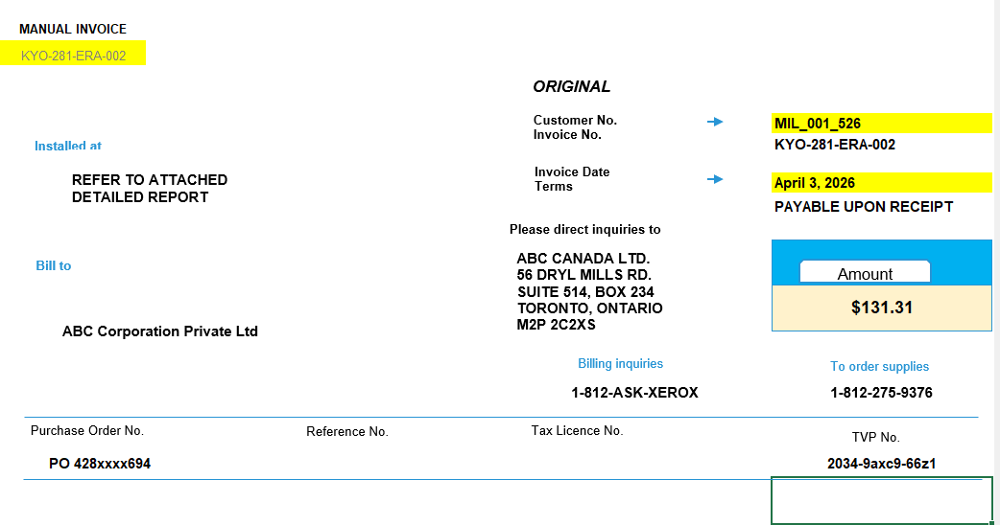 MANUAL INVOICE
KYO-281-ERA-002
ORIGINAL
Customer No.
MIL_001_526
Invoice No.
KYO-281-ERA-002
Installed at
REFER TO ATTACHED
DETAILED REPORT
Invoice Date
April 3, 2026
Terms
PAYABLE UPON RECEIPT
Please direct inquiries to
ABC CANADA LTD.
56 DRYL MILLS RD.
SUITE 514, BOX 234
TORONTO, ONTARIO
M2P 2C2XS
Amount
$131.31
Bill to
ABC Corporation Private Ltd
Billing inquiries
1-812-ASK-XEROX
To order supplies
1-812-275-9376
Purchase Order No.
Reference No.
Tax Licence No.
TVP No.
PO 428xxxx694
2034-9axc9-66z1